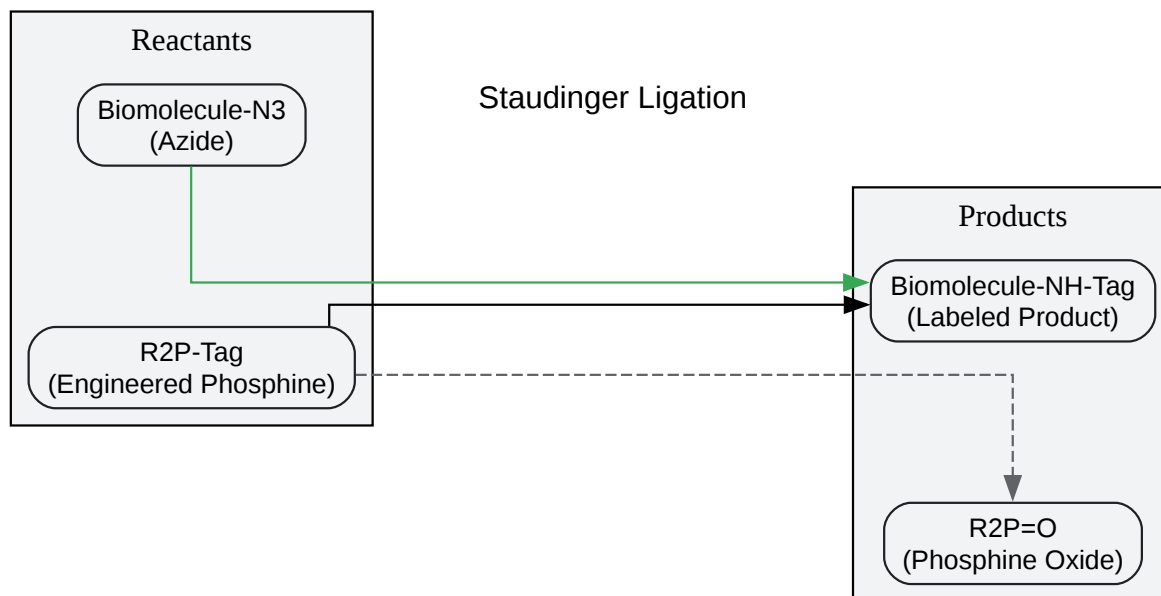 Reactants
Biomolecule-N3
(Azide)
Staudinger Ligation
R2P-Tag
(Engineered Phosphine)
Products
Biomolecule-NH-Tag
(Labeled Product)
R2P=O
(Phosphine Oxide)